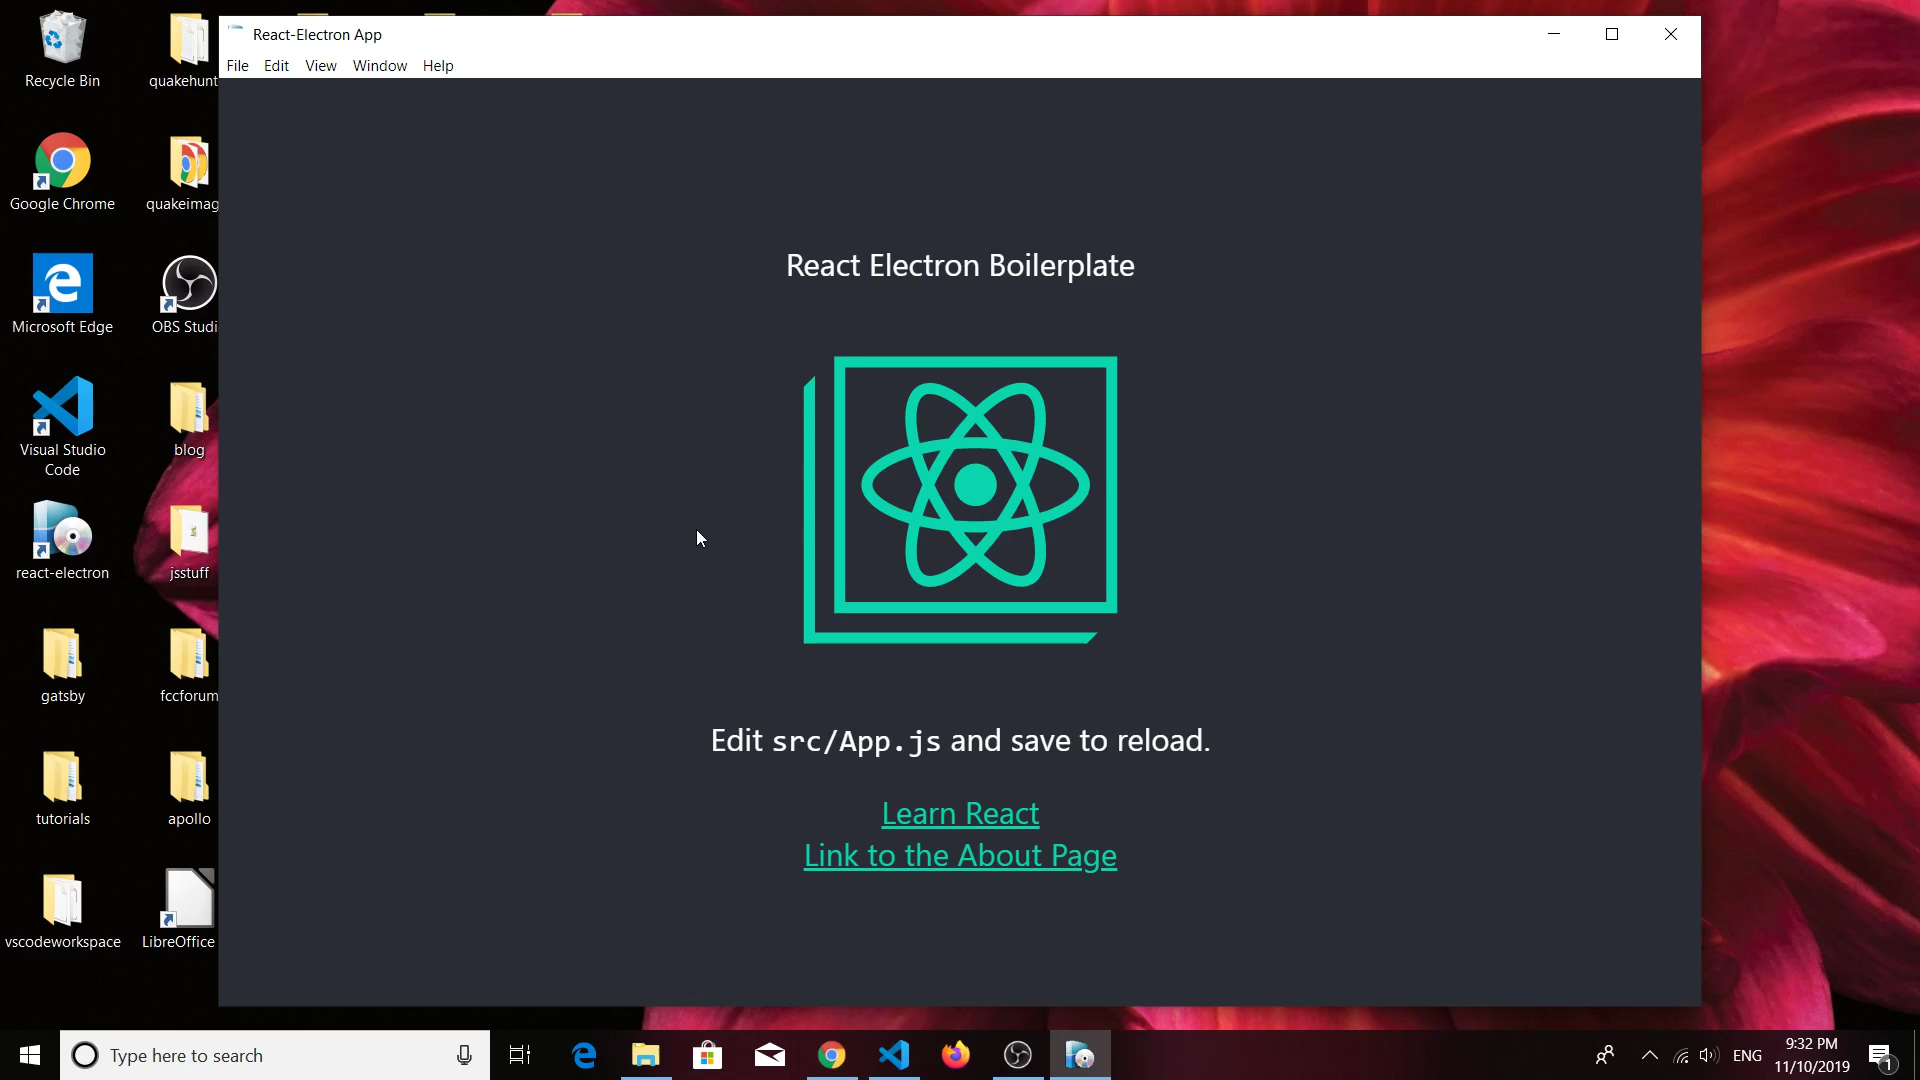 React-Electron App
File Edit View Window Help
React Electron Boilerplate
Edit src/App.js and save to reload.
Learn React
Link to the About Page
Recycle Bin
quakehunt
Google Chrome
quakeimag
Microsoft Edge
OBS Studi
Visual Studio
Code
blog
react-electron
jsstuff
gatsby
fccforum
tutorials
apollo
vscodeworkspace
LibreOffice
Type here to search
ENG
9:32 PM
11/10/2019
1